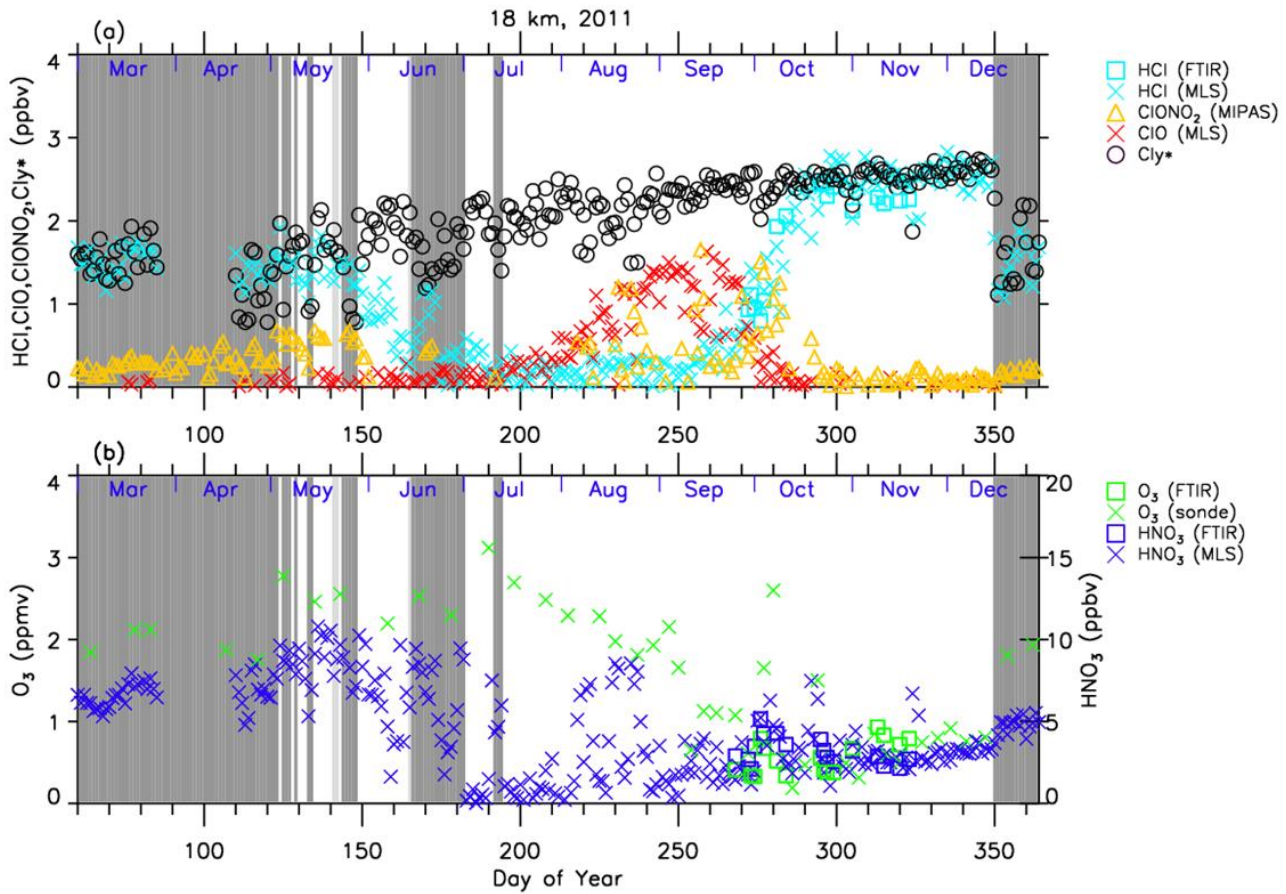 18 km, 2011
(a)
Mar Apr May Jun Jul Aug Sep Oct Nov Dec
HCl,ClO,ClONO₂,Cly* (ppbv)
4
3
2
1
0
100 150 200 250 300 350
HCl (FTIR)
HCl (MLS)
ClONO₂ (MIPAS)
ClO (MLS)
Cly*
(b)
Mar Apr May Jun Jul Aug Sep Oct Nov Dec
O₃ (ppmv)
4
3
2
1
0
20
15
10
5
0
HNO₃ (ppbv)
100 150 200 250 300 350
Day of Year
O₃ (FTIR)
O₃ (sonde)
HNO₃ (FTIR)
HNO₃ (MLS)